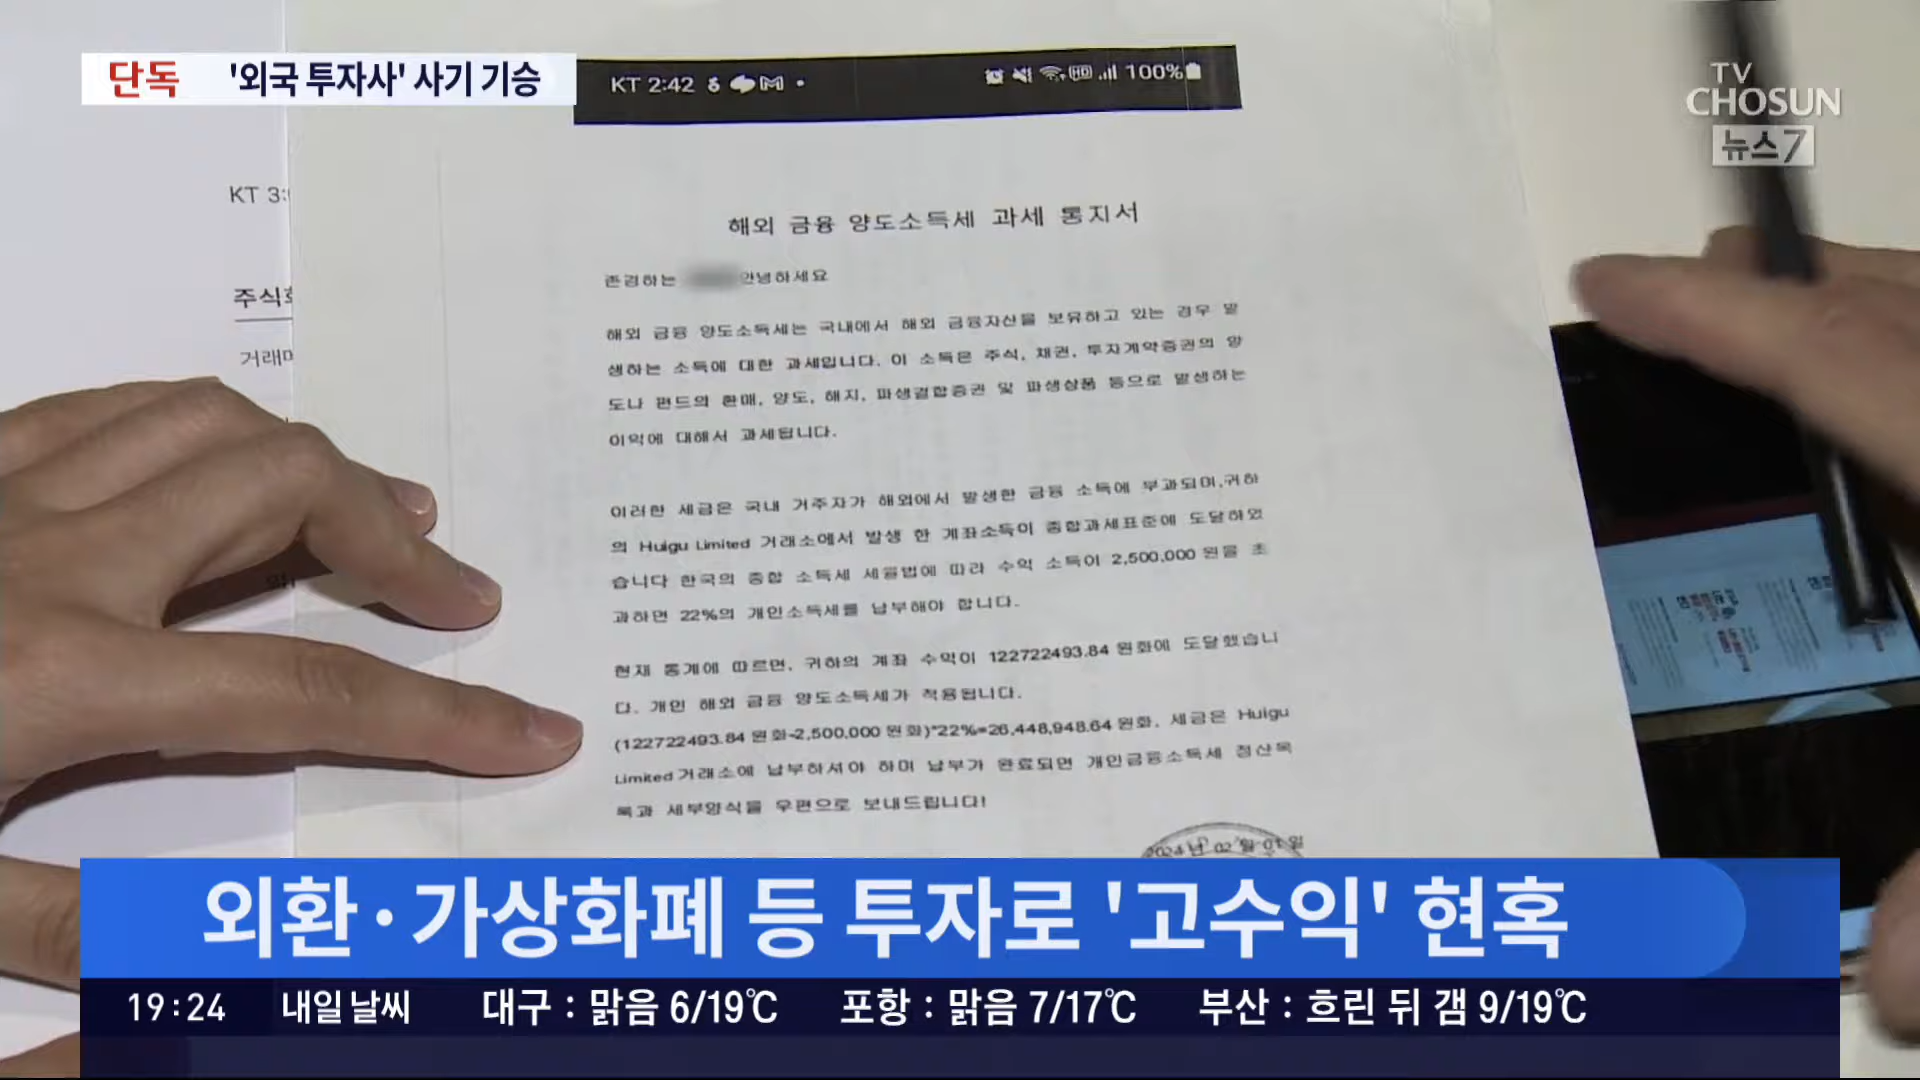 단독 '외국 투자사' 사기 기승
TV CHOSUN
뉴스7
KT 2:42
HD 100%
KT 3:
주식회
거래
해외 금융 양도소득세 과세 통지서
존경하는 안녕하세요
해외 금융 양도소득세는 국내에서 해외 금융자산을 보유하고 있는 경우 발
생하는 소득에 대한 과세입니다. 이 소득은 주식, 채권, 투자계약증권의 양
도나 펀드의 환매, 양도, 해지, 파생결합증권 및 파생상품 등으로 발생하는
이익에 대해서 과세됩니다.
이러한 세금은 국내 거주자가 해외에서 발생한 금융 소득에 부과되며,귀하
의 Huigu Limited 거래소에서 발생 한 계좌소득이 종합과세표준에 도달하였
습니다 한국의 종합 소득세 세율법에 따라 수익 소득이 2,500,000 원을 초
과하면 22%의 개인소득세를 납부해야 합니다.
현재 통계에 따르면, 귀하의 계좌 수익이 122722493.84 원화에 도달했습니
다. 개인 해외 금융 양도소득세가 적용됩니다.
(122722493.84 원화-2,500,000 원화)*22%=26,448,948.64 원화, 세금은 Huigu
Limited 거래소에 납부하셔야 하며 납부가 완료되면 개인금융소득세 정산목
록과 세부양식을 우편으로 보내드립니다!
2024년 02 월 01 일
외환·가상화폐 등 투자로 '고수익' 현혹
19:24 내일 날씨 대구 : 맑음 6/19℃ 포항 : 맑음 7/17℃ 부산 : 흐린 뒤 갬 9/19℃